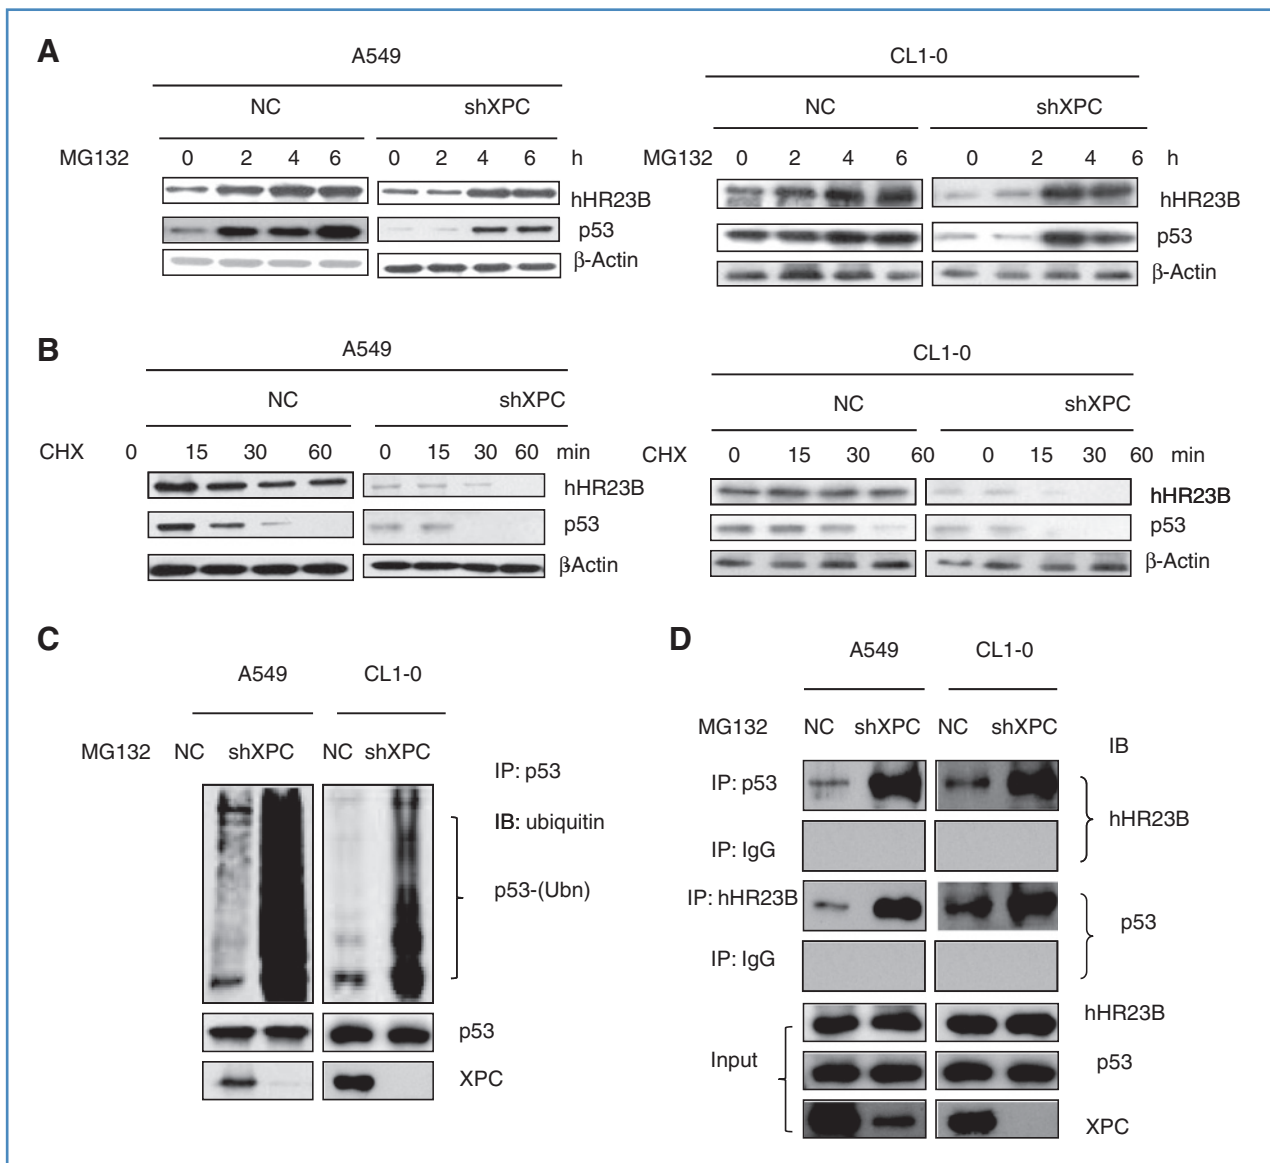 A
A549
CL1-0
NC
shXPC
NC
shXPC
MG132 0 2 4 6 0 2 4 6 h
MG132 0 2 4 6 0 2 4 6 h
hHR23B
hHR23B
p53
p53
β-Actin
β-Actin
B
A549
CL1-0
NC
shXPC
NC
shXPC
CHX 0 15 30 60 0 15 30 60 min
CHX 0 15 30 60 0 15 30 60 min
hHR23B
hHR23B
p53
p53
β-Actin
β-Actin
C
A549
CL1-0
MG132 NC shXPC NC shXPC
IP: p53
IB: ubiquitin
p53-(Ubn)
p53
XPC
D
A549
CL1-0
MG132 NC shXPC NC shXPC
IB
IP: p53
hHR23B
IP: IgG
IP: hHR23B
p53
IP: IgG
hHR23B
Input
p53
XPC